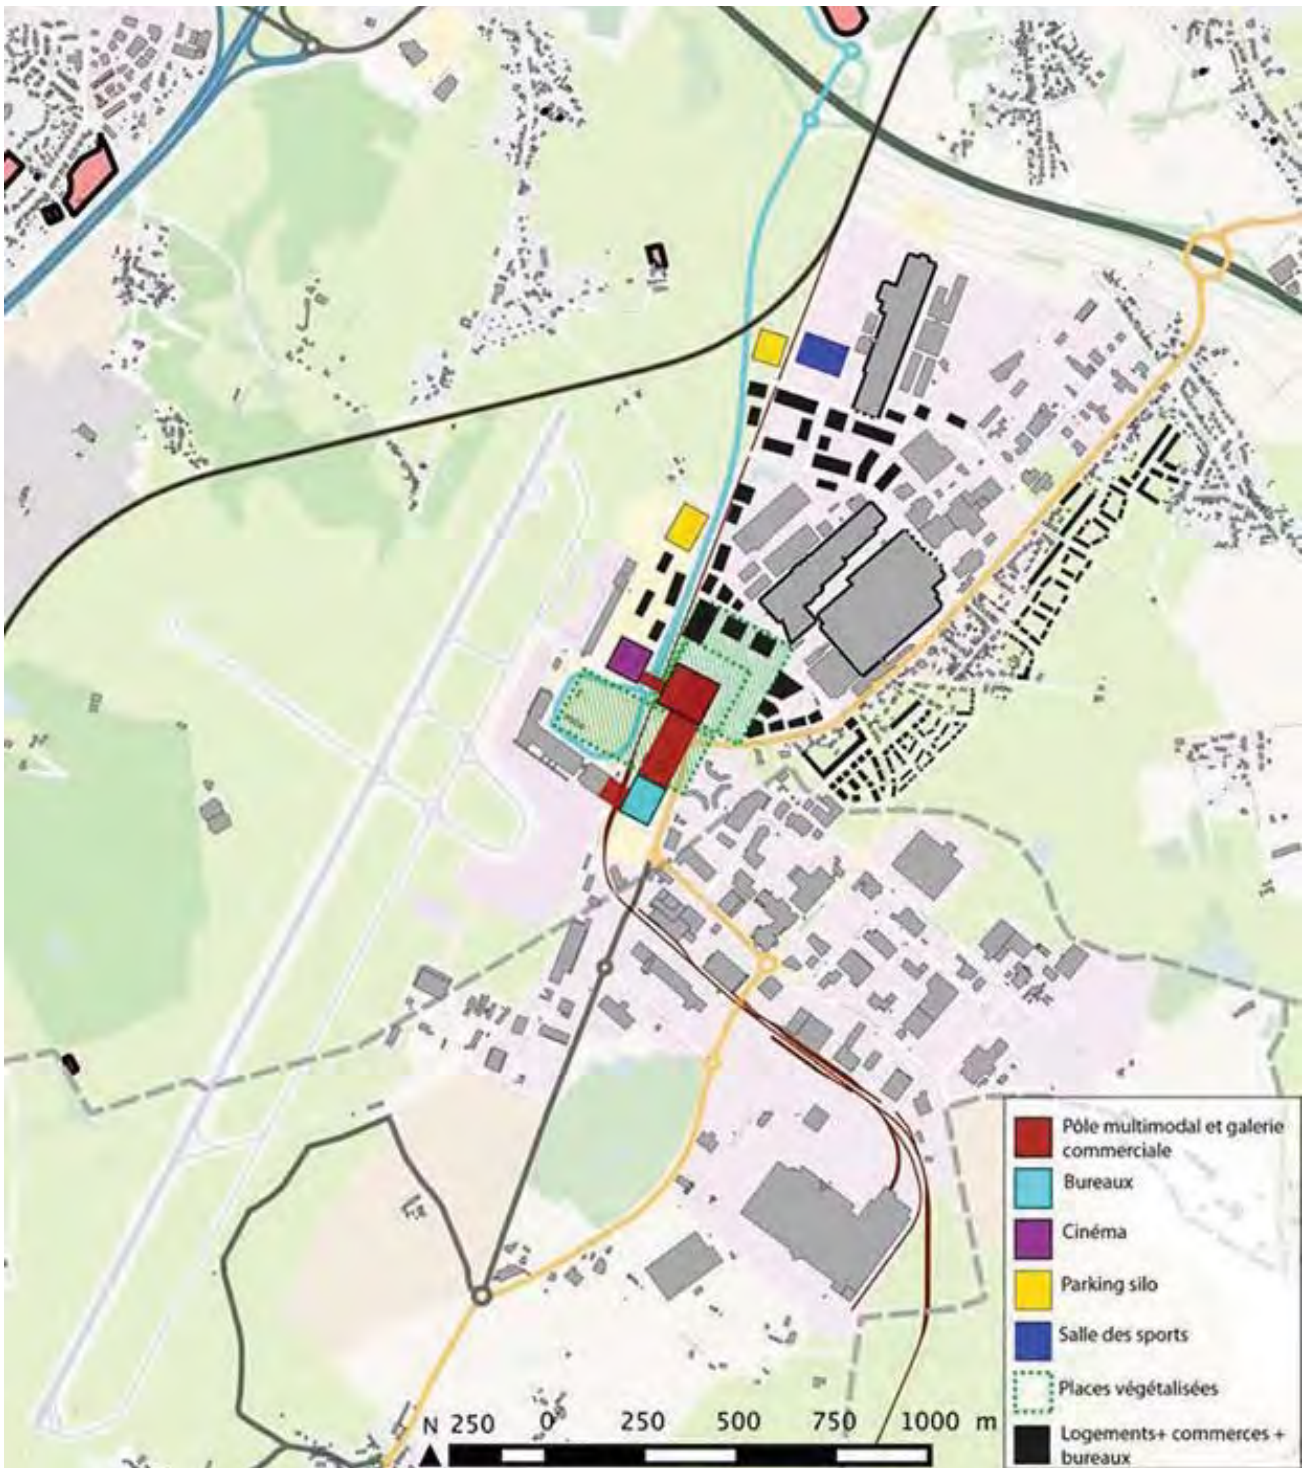 Pôle multimodal et galerie
commerciale
Bureaux
Cinéma
Parking silo
Salle des sports
Places végétalisées
Logements+ commerces +
bureaux
N 250 0 250 500 750 1000 m